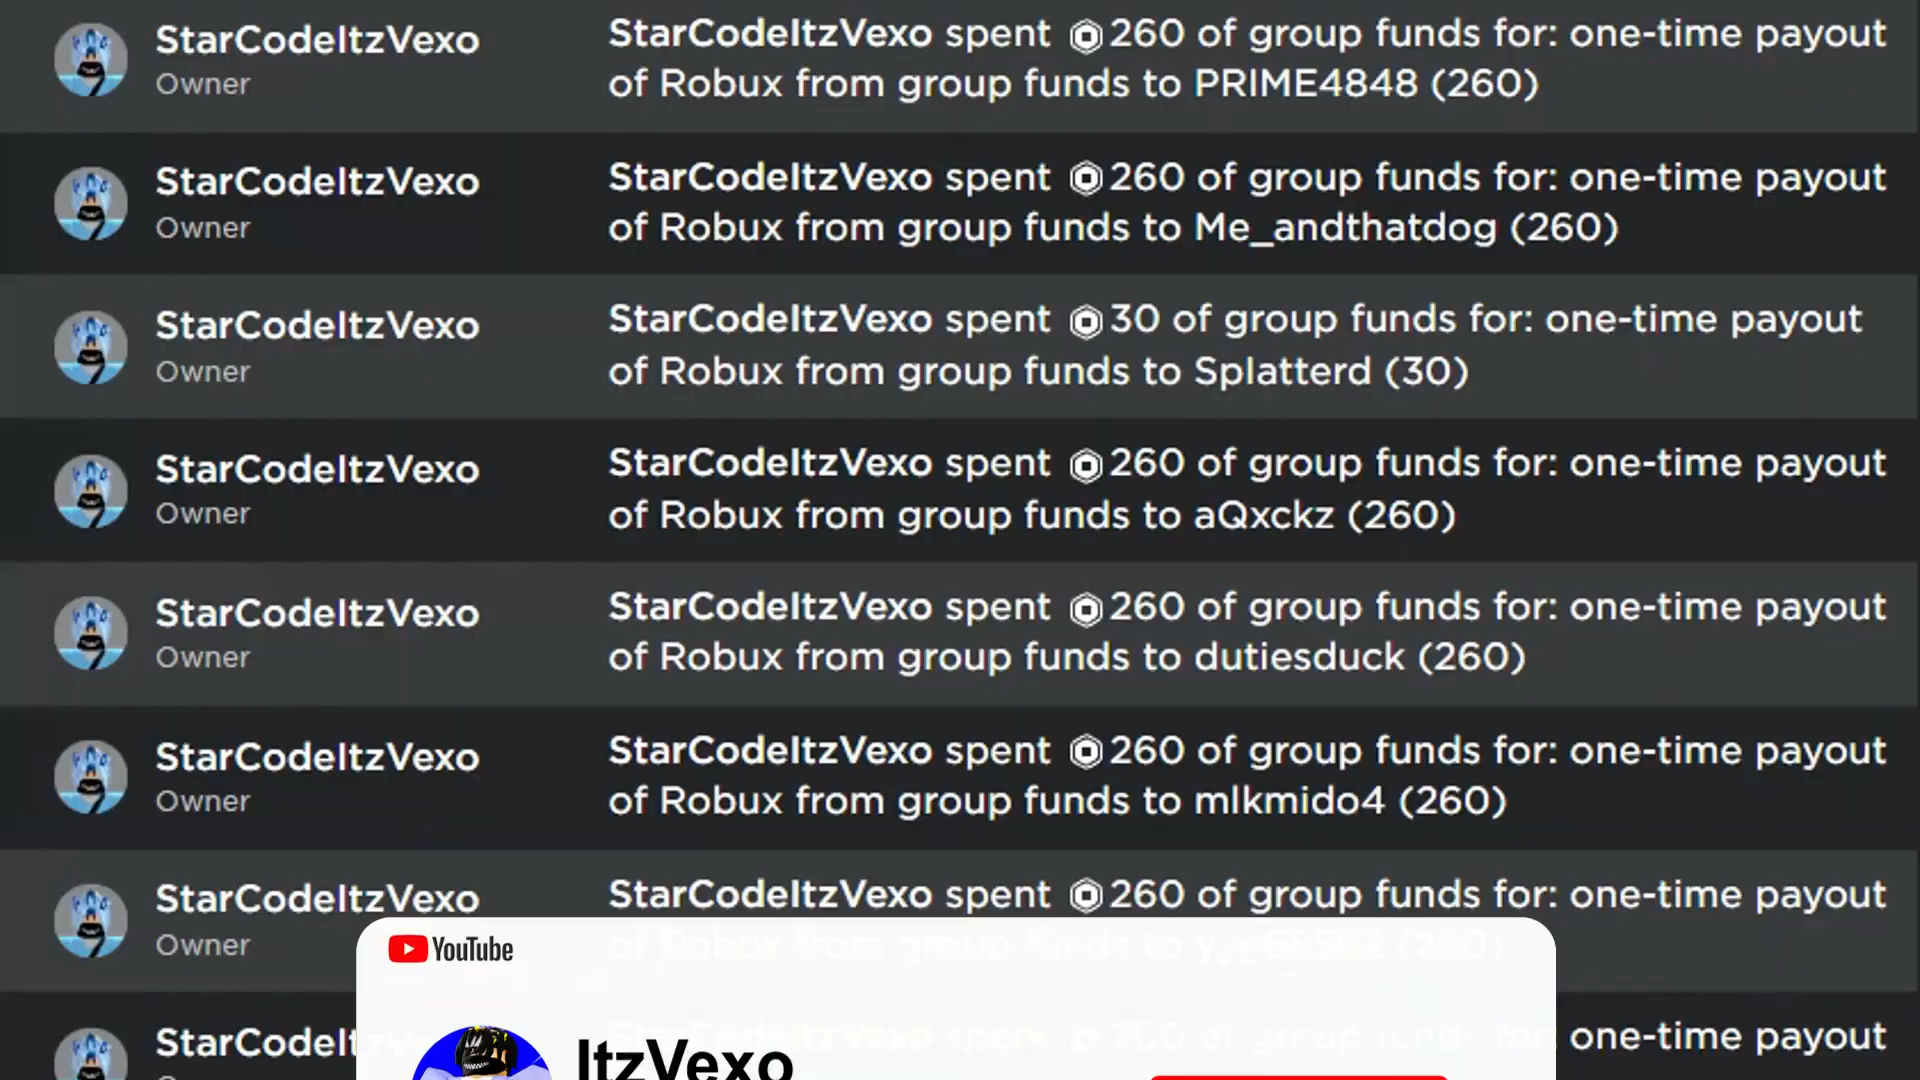 StarCodeItzVexo
Owner
StarCodeItzVexo spent 260 of group funds for: one-time payout
of Robux from group funds to PRIME4848 (260)
StarCodeItzVexo
Owner
StarCodeItzVexo spent 260 of group funds for: one-time payout
of Robux from group funds to Me_andthatdog (260)
StarCodeItzVexo
Owner
StarCodeItzVexo spent 30 of group funds for: one-time payout
of Robux from group funds to Splatterd (30)
StarCodeItzVexo
Owner
StarCodeItzVexo spent 260 of group funds for: one-time payout
of Robux from group funds to aQxckz (260)
StarCodeItzVexo
Owner
StarCodeItzVexo spent 260 of group funds for: one-time payout
of Robux from group funds to dutiesduck (260)
StarCodeItzVexo
Owner
StarCodeItzVexo spent 260 of group funds for: one-time payout
of Robux from group funds to mlkmido4 (260)
StarCodeItzVexo
Owner
StarCodeItzVexo spent 260 of group funds for: one-time payout
YouTube
StarCodeIt
one-time payout
ItzVexo